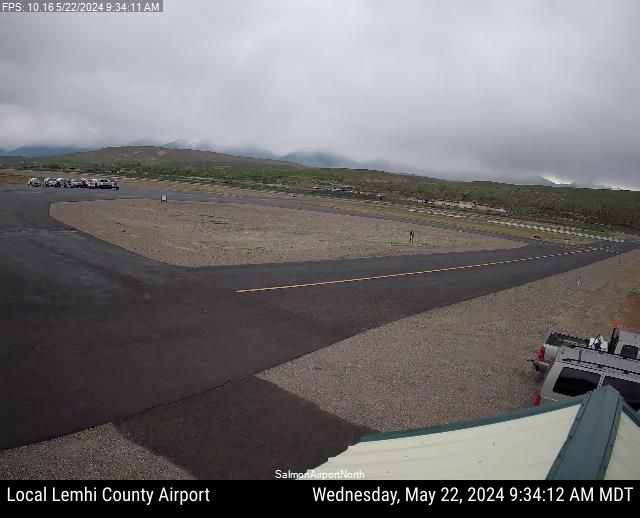 FPS: 10.16 5/22/2024 9:34:11 AM
SalmonAirportNorth
Local Lemhi County Airport Wednesday, May 22, 2024 9:34:12 AM MDT